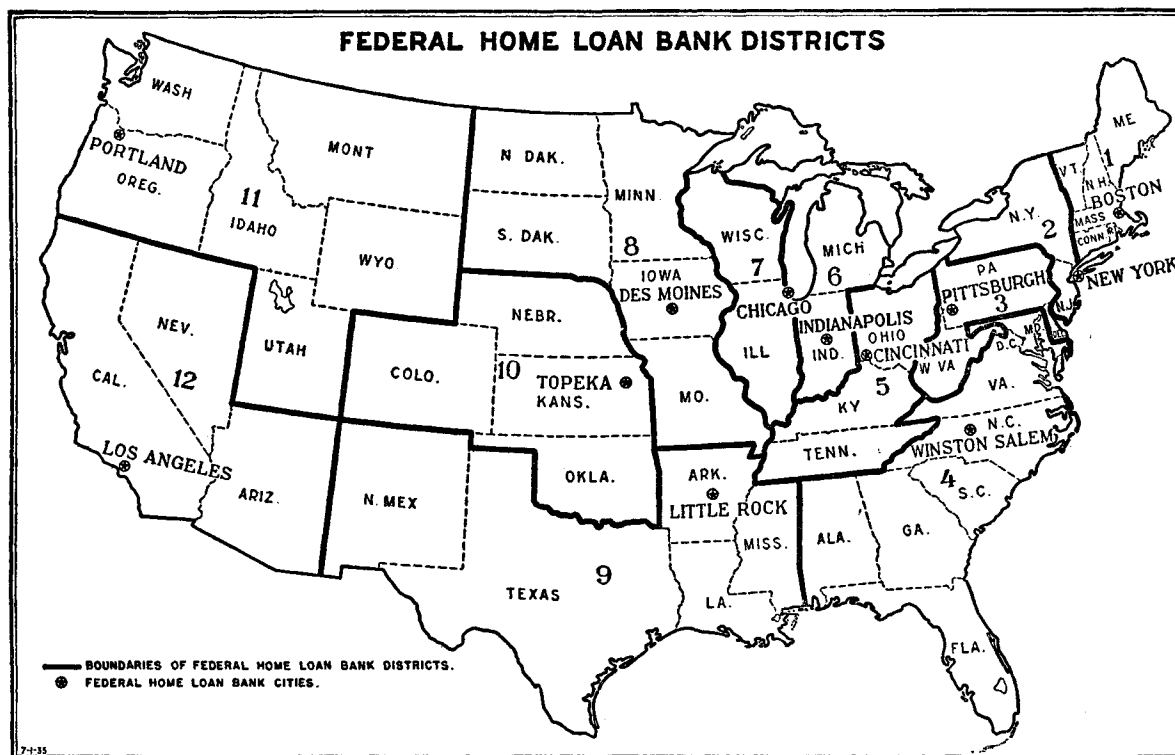 FEDERAL HOME LOAN BANK DISTRICTS
WASH
PORTLAND
OREG.
11
IDAHO
MONT
WYO.
UTAH
NEV.
CAL.
12
LOS ANGELES
ARIZ.
N. DAK.
S. DAK.
MINN.
8
IOWA
DES MOINES
MO.
NEBR.
COLO.
10
TOPEKA
KANS.
OKLA.
N. MEX
TEXAS
9
ARK.
LITTLE ROCK
LA.
MISS.
WISC.
7
CHICAGO
ILL
MICH
6
INDIANAPOLIS
IND.
OHIO
CINCINNATI
5
KY
TENN.
W VA
PA
PITTSBURGH
3
DEL.
MD.
D.C.
VA.
N.C.
WINSTON SALEM
4
S.C.
GA.
ALA.
FLA.
N.Y.
2
NEW YORK
N.J.
ME
1
VT.
N H.
BOSTON
MASS
CONN.
R.I.
BOUNDARIES OF FEDERAL HOME LOAN BANK DISTRICTS.
FEDERAL HOME LOAN BANK CITIES.
7-1-35